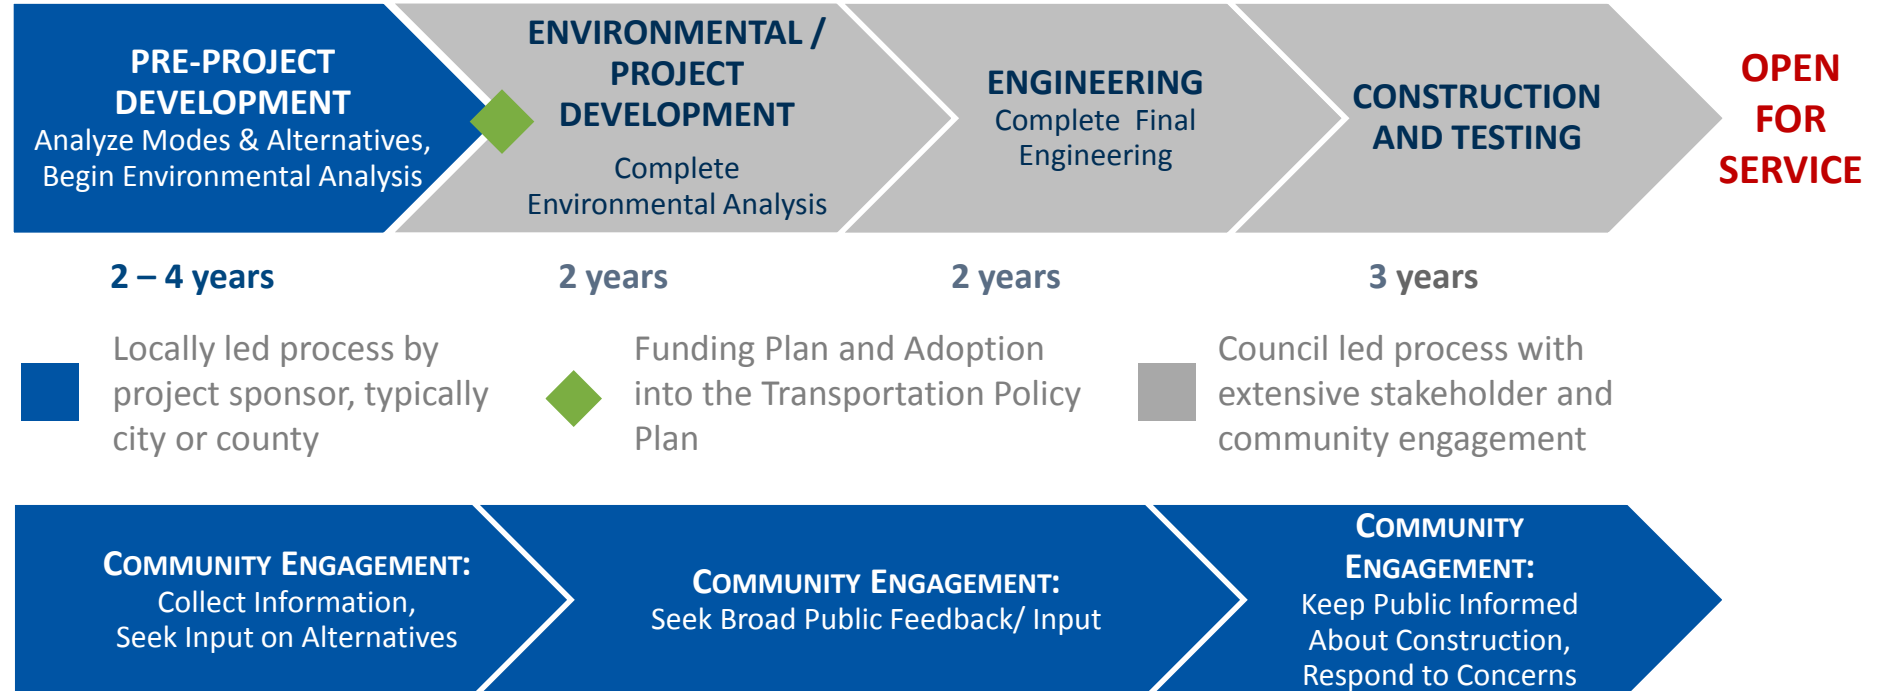 PRE-PROJECT
DEVELOPMENT
Analyze Modes & Alternatives,
Begin Environmental Analysis
ENVIRONMENTAL /
PROJECT
DEVELOPMENT
Complete
Environmental Analysis
ENGINEERING
Complete Final
Engineering
CONSTRUCTION
AND TESTING
OPEN
FOR
SERVICE
2 – 4 years
2 years
2 years
3 years
Locally led process by
project sponsor, typically
city or county
Funding Plan and Adoption
into the Transportation Policy
Plan
Council led process with
extensive stakeholder and
community engagement
COMMUNITY ENGAGEMENT:
Collect Information,
Seek Input on Alternatives
COMMUNITY ENGAGEMENT:
Seek Broad Public Feedback/ Input
COMMUNITY
ENGAGEMENT:
Keep Public Informed
About Construction,
Respond to Concerns